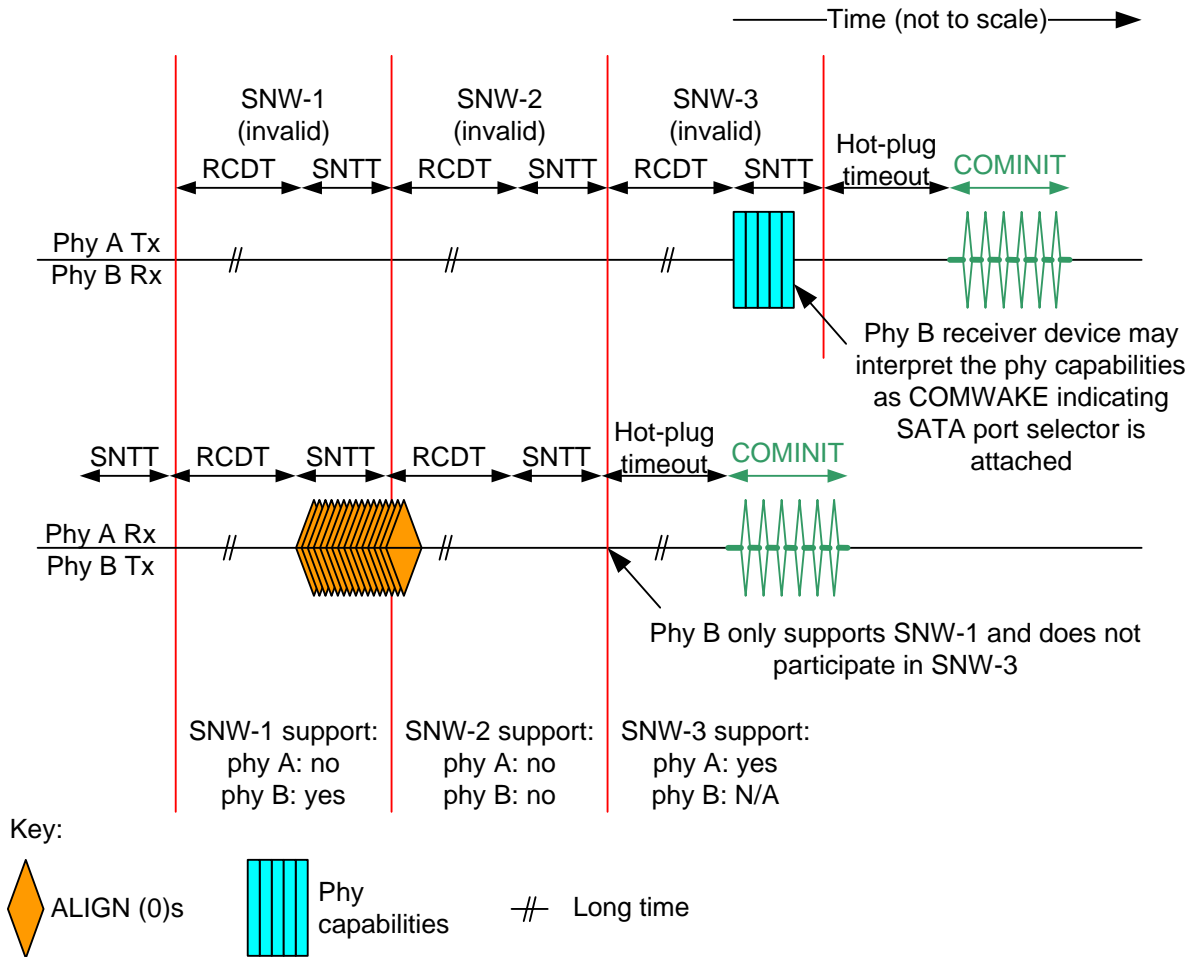 Time (not to scale)
SNW-1
(invalid)
SNW-2
(invalid)
SNW-3
(invalid)
RCDT
SNTT
RCDT
SNTT
RCDT
SNTT
Hot-plug
timeout
COMINIT
Phy A Tx
Phy B Rx
Phy B receiver device may
interpret the phy capabilities
as COMWAKE indicating
SATA port selector is
attached
SNTT
RCDT
SNTT
RCDT
SNTT
Hot-plug
timeout
COMINIT
Phy A Rx
Phy B Tx
Phy B only supports SNW-1 and does not
participate in SNW-3
SNW-1 support:
phy A: no
phy B: yes
SNW-2 support:
phy A: no
phy B: no
SNW-3 support:
phy A: yes
phy B: N/A
Key:
ALIGN (0)s
Phy
capabilities
Long time